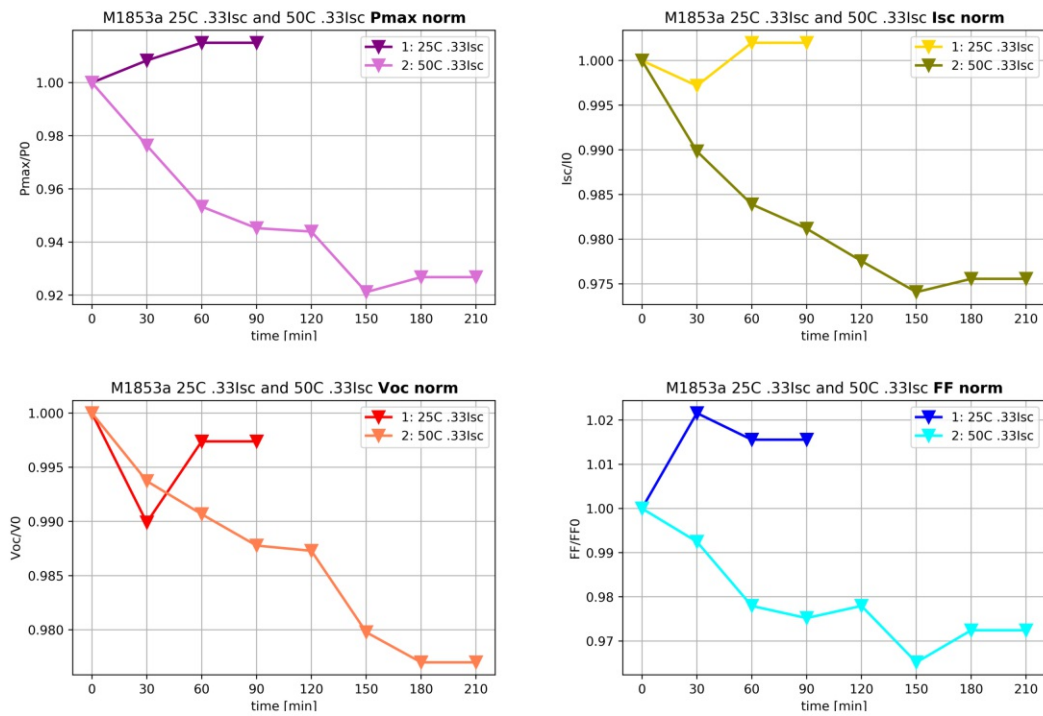 M1853a 25C .33Isc and 50C .33Isc Pmax norm
1: 25C .33Isc
2: 50C .33Isc
1.00
0.98
0.96
0.94
0.92
Pmax/P0
0 30 60 90 120 150 180 210
time [min]
M1853a 25C .33Isc and 50C .33Isc Isc norm
1: 25C .33Isc
2: 50C .33Isc
1.000
0.995
0.990
0.985
0.980
0.975
Isc/I0
0 30 60 90 120 150 180 210
time [min]
M1853a 25C .33Isc and 50C .33Isc Voc norm
1: 25C .33Isc
2: 50C .33Isc
1.000
0.995
0.990
0.985
0.980
Voc/V0
0 30 60 90 120 150 180 210
time [min]
M1853a 25C .33Isc and 50C .33Isc FF norm
1: 25C .33Isc
2: 50C .33Isc
1.02
1.01
1.00
0.99
0.98
0.97
FF/FF0
0 30 60 90 120 150 180 210
time [min]